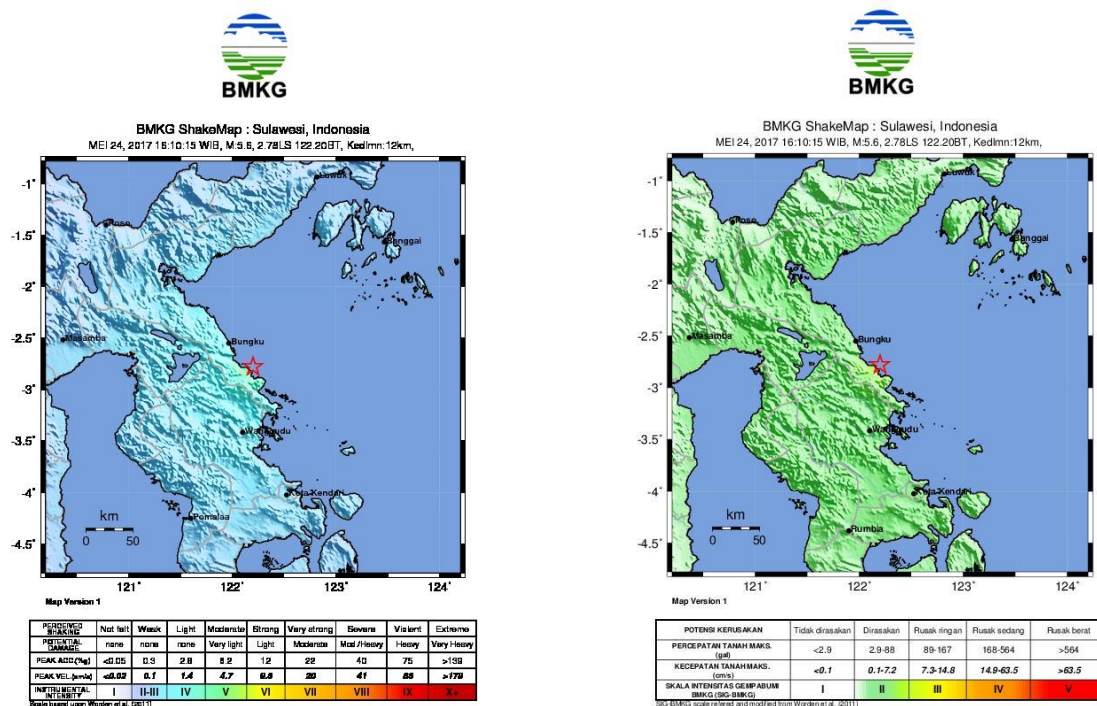 BMKG
BMKG ShakeMap : Sulawesi, Indonesia
MEI 24, 2017 16:10:15 WIB, M:5.6, 2.78LS 122.20BT, Kedlmn:12km,
-1°
-1.5°
-2°
-2.5°
-3°
-3.5°
-4°
-4.5°
Luwuk
Poso
Banggai
Masamba
Bungku
Wanggudu
Kota Kendari
Pomalaa
km
0 50
121° 122° 123° 124°
Map Version 1
PERCEIVED SHAKING Not felt Weak Light Moderate Strong Very strong Severe Violent Extreme
POTENTIAL DAMAGE none none none Very light Light Moderate Mod./Heavy Heavy Very Heavy
PEAK ACC.(%g) <0.05 0.3 2.8 6.2 12 22 40 75 >139
PEAK VEL.(cm/s) <0.02 0.1 1.4 4.7 9.6 20 41 86 >178
INSTRUMENTAL INTENSITY I II-III IV V VI VII VIII IX X+
Scale based upon Worden et al. (2011)
BMKG
BMKG ShakeMap : Sulawesi, Indonesia
MEI 24, 2017 16:10:15 WIB, M:5.6, 2.78LS 122.20BT, Kedlmn:12km,
-1°
-1.5°
-2°
-2.5°
-3°
-3.5°
-4°
-4.5°
Luwuk
Poso
Banggai
Masamba
Bungku
Wanggudu
Kota Kendari
Rumbia
km
0 50
121° 122° 123° 124°
Map Version 1
POTENSI KERUSAKAN Tidak dirasakan Dirasakan Rusak ringan Rusak sedang Rusak berat
PERCEPATAN TANAH MAKS. (gal) <2.9 2.9-88 89-167 168-564 >564
KECEPATAN TANAH MAKS. (cm/s) <0.1 0.1-7.2 7.3-14.8 14.9-63.5 >63.5
SKALA INTENSITAS GEMPABUMI BMKG (SIG-BMKG) I II III IV V
SIG-BMKG scale refered and modified from Worden et al. (2011)